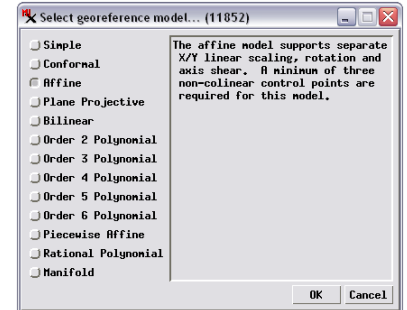 Select georeference model... (11852)
Simple
Conformal
Affine
Plane Projective
Bilinear
Order 2 Polynomial
Order 3 Polynomial
Order 4 Polynomial
Order 5 Polynomial
Order 6 Polynomial
Piecewise Affine
Rational Polynomial
Manifold
The affine model supports separate
X/Y linear scaling, rotation and
axis shear. A minimum of three
non-colinear control points are
required for this model.
OK Cancel